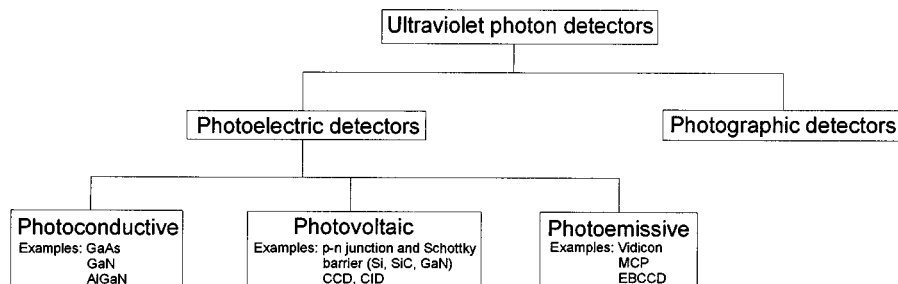 Ultraviolet photon detectors
Photoelectric detectors
Photographic detectors
Photoconductive
Examples: GaAs
GaN
AlGaN
Photovoltaic
Examples: p-n junction and Schottky
barrier (Si, SiC, GaN)
CCD, CID
Photoemissive
Examples: Vidicon
MCP
EBCCD